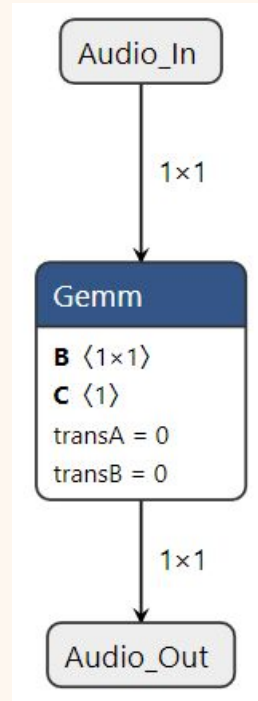 Audio_In
1×1
Gemm
B 〈1×1〉
C 〈1〉
transA = 0
transB = 0
1×1
Audio_Out